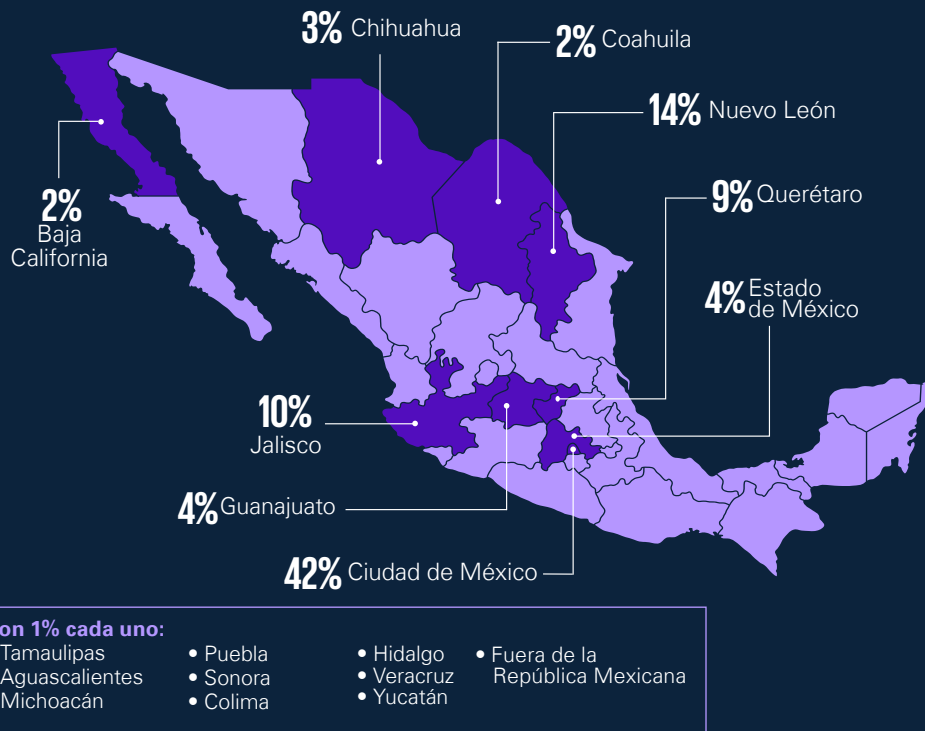 3% Chihuahua
2% Coahuila
14% Nuevo León
9% Querétaro
2%
Baja
California
4% Estado
de México
10%
Jalisco
4% Guanajuato
42% Ciudad de México
on 1% cada uno:
Tamaulipas
Aguascalientes
Michoacán
• Puebla
• Sonora
• Colima
• Hidalgo
• Veracruz
• Yucatán
• Fuera de la
República Mexicana